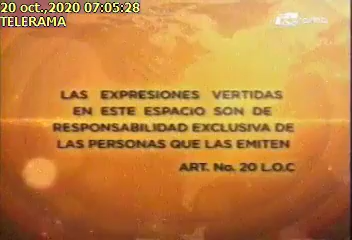 20 oct.,2020 07:05:28
TELERAMA
LAS EXPRESIONES VERTIDAS
EN ESTE ESPACIO SON DE
RESPONSABILIDAD EXCLUSIVA DE
LAS PERSONAS QUE LAS EMITEN
ART. No. 20 L.O.C